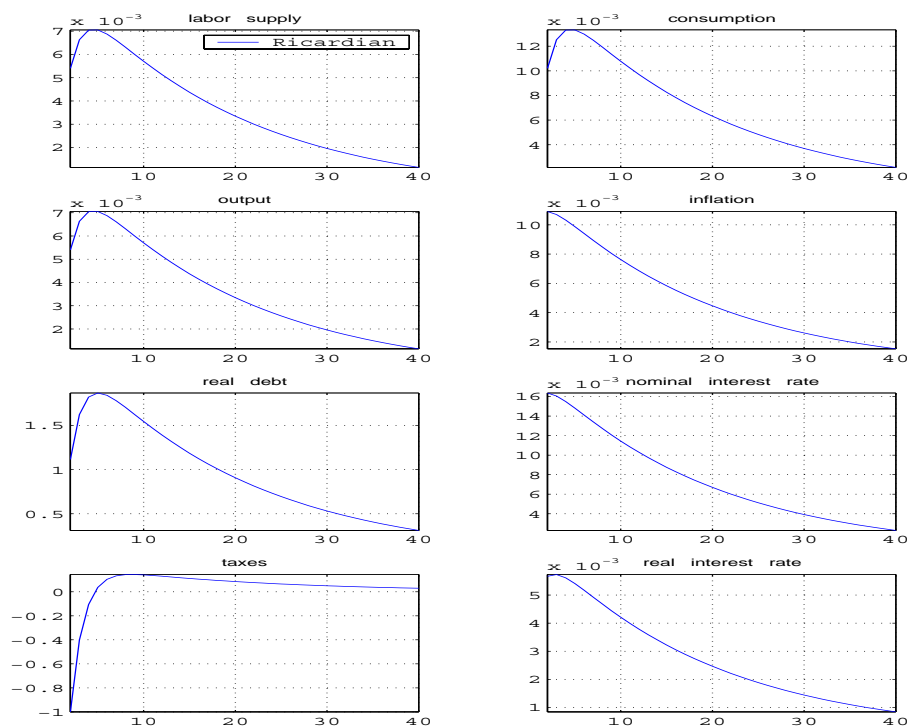 labor supply
x 10⁻³
7
6
5
4
3
2
10 20 30 40
Ricardian
consumption
x 10⁻³
12
10
8
6
4
10 20 30 40
output
x 10⁻³
7
6
5
4
3
2
10 20 30 40
inflation
x 10⁻³
10
8
6
4
2
10 20 30 40
real debt
1.5
1
0.5
10 20 30 40
nominal interest rate
x 10⁻³
16
14
12
10
8
6
4
10 20 30 40
taxes
0
−0.2
−0.4
−0.6
−0.8
−1
10 20 30 40
real interest rate
x 10⁻³
5
4
3
2
1
10 20 30 40